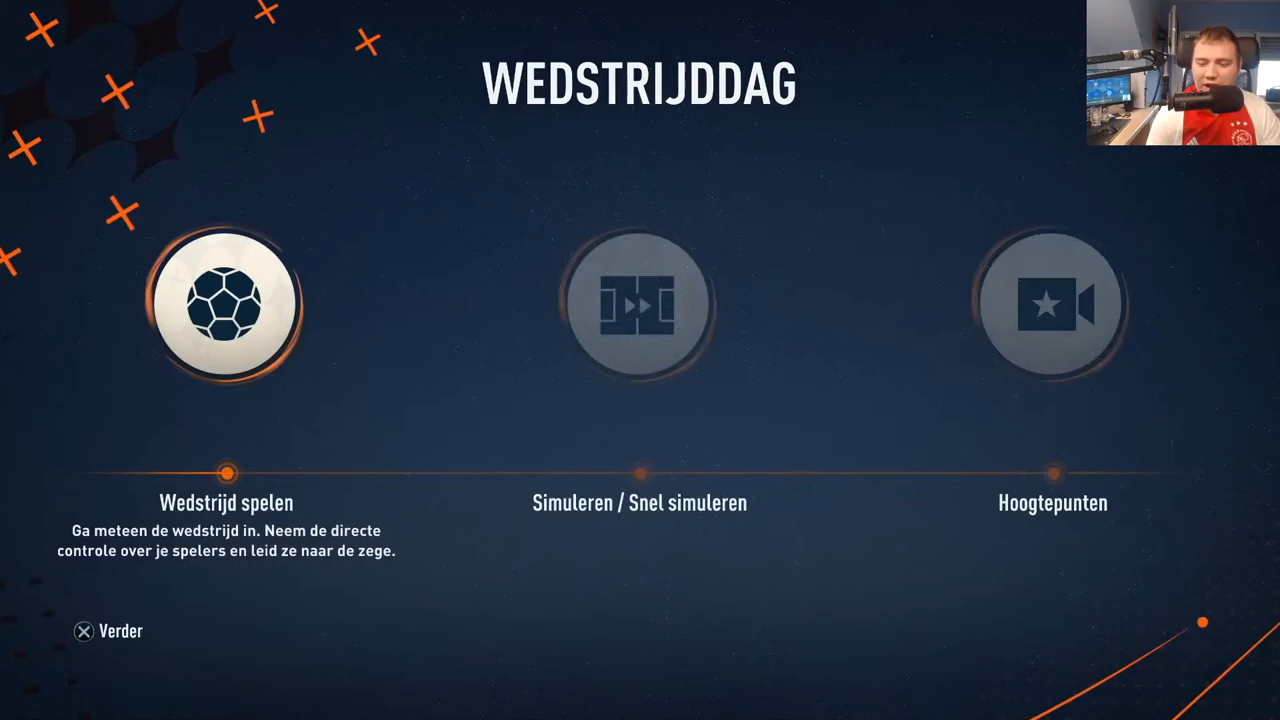 WEDSTRIJDDAG
Wedstrijd spelen
Ga meteen de wedstrijd in. Neem de directe
controle over je spelers en leid ze naar de zege.
Simuleren / Snel simuleren
Hoogtepunten
Verder